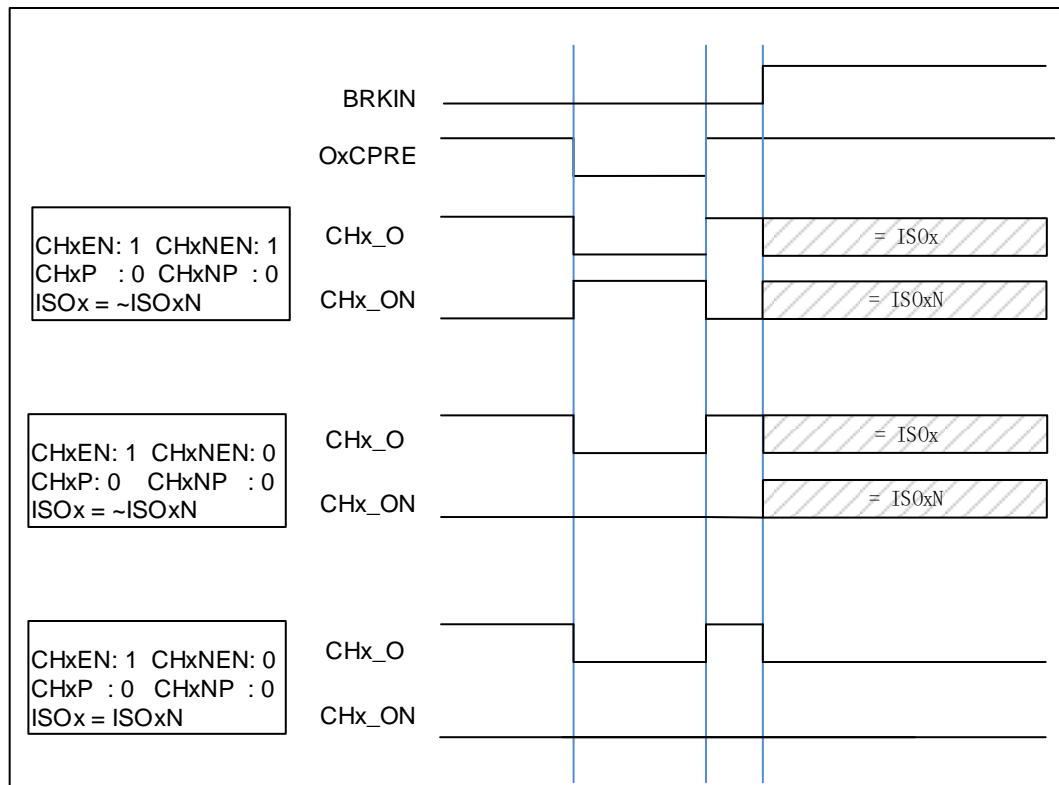 BRKIN
OxCPRE
CHxEN: 1 CHxNEN: 1
CHxP : 0 CHxNP : 0
ISOx = ~ISOxN
CHx_O
= ISOx
CHx_ON
= ISOxN
CHxEN: 1 CHxNEN: 0
CHxP: 0 CHxNP : 0
ISOx = ~ISOxN
CHx_O
= ISOx
CHx_ON
= ISOxN
CHxEN: 1 CHxNEN: 0
CHxP : 0 CHxNP : 0
ISOx = ISOxN
CHx_O
CHx_ON